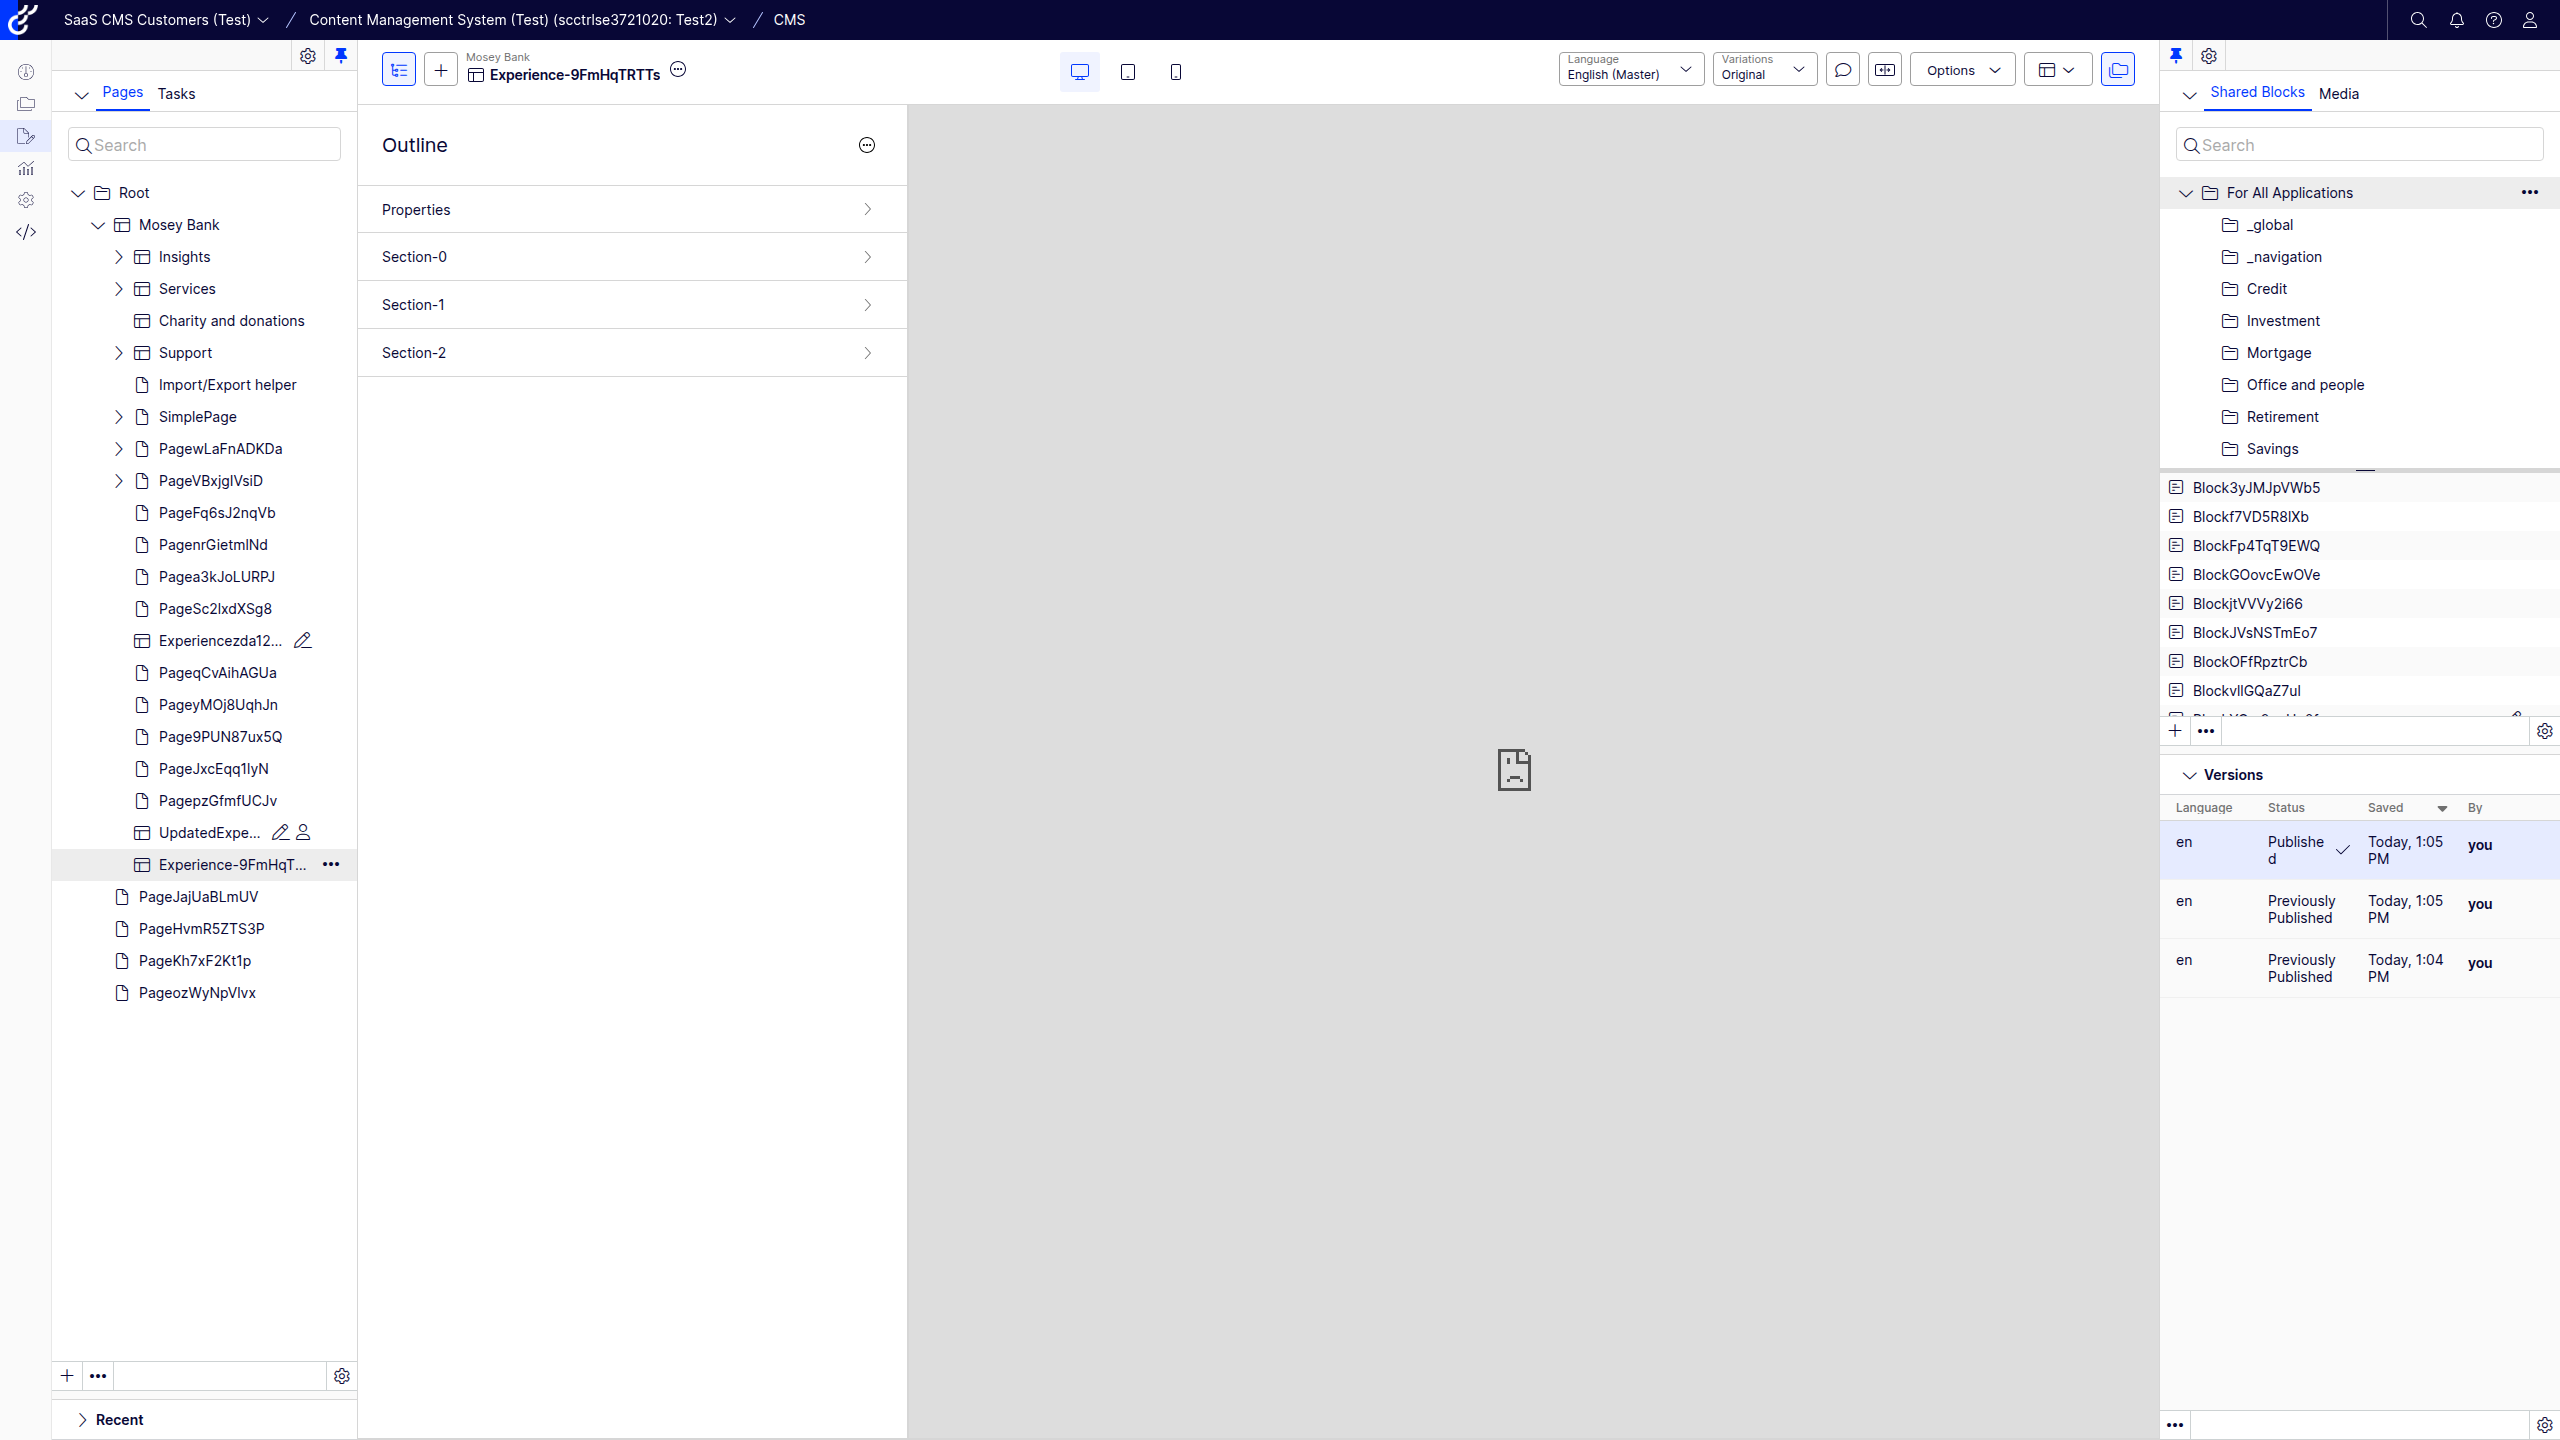 SaaS CMS Customers (Test)
Content Management System (Test) (scctrlse3721020: Test2)
CMS
Pages
Tasks
Search
Root
Mosey Bank
Insights
Services
Charity and donations
Support
Import/Export helper
SimplePage
PagewLaFnADKDa
PageVBxjgIVsiD
PageFq6sJ2nqVb
PagenrGietmlNd
Pagea3kJoLURPJ
PageSc2lxdXSg8
Experiencezda12...
PageqCvAihAGUa
PageyMOj8UqhJn
Page9PUN87ux5Q
PageJxcEqq1lyN
PagepzGfmfUCJv
UpdatedExpe...
Experience-9FmHqT...
PageJajUaBLmUV
PageHvmR5ZTS3P
PageKh7xF2Kt1p
PageozWyNpVlvx
Recent
Mosey Bank
Experience-9FmHqTRTTs
Language
English (Master)
Variations
Original
Options
Outline
Properties
Section-0
Section-1
Section-2
Shared Blocks
Media
Search
For All Applications
_global
_navigation
Credit
Investment
Mortgage
Office and people
Retirement
Savings
Block3yJMJpVWb5
Blockf7VD5R8lXb
BlockFp4TqT9EWQ
BlockGOovcEwOVe
BlockjtVVVy2i66
BlockJVsNSTmEo7
BlockOFfRpztrCb
BlockvllGQaZ7ul
Versions
Language Status Saved By
en Publishe
d Today, 1:05
PM you
en Previously
Published Today, 1:05
PM you
en Previously
Published Today, 1:04
PM you